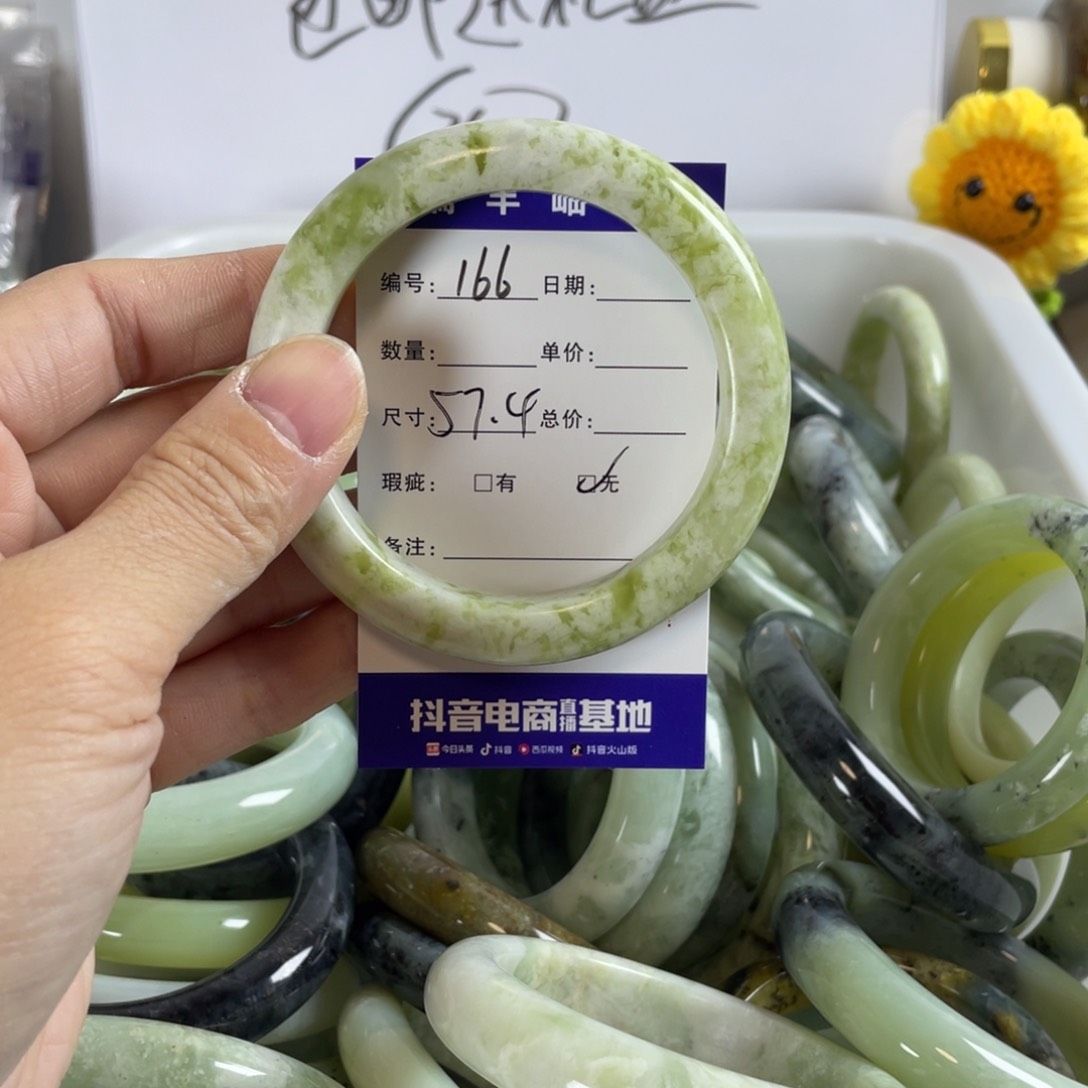 编号: 166 日期:
数量: 单价:
尺寸: 57.4 总价:
瑕疵: □有 ☑无
备注:
抖音电商直播基地
今日头条 抖音 西瓜视频 抖音火山版